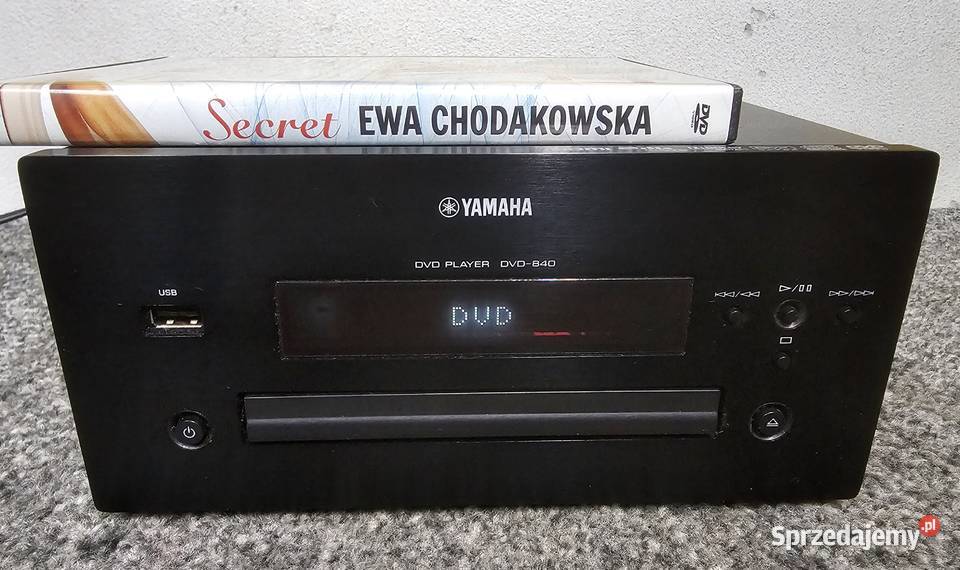 Secret EWA CHODAKOWSKA DVD
YAMAHA
DVD PLAYER DVD-840
USB
DVD
Sprzedajemy.pl